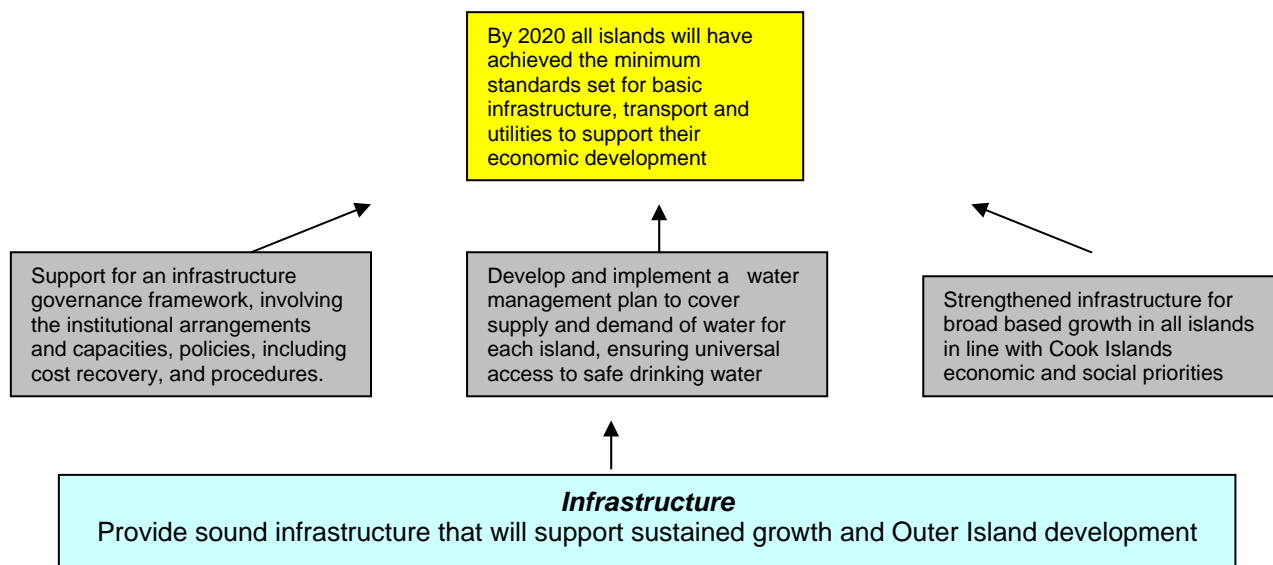 By 2020 all islands will have
achieved the minimum
standards set for basic
infrastructure, transport and
utilities to support their
economic development
Support for an infrastructure
governance framework, involving
the institutional arrangements
and capacities, policies, including
cost recovery, and procedures.
Develop and implement a water
management plan to cover
supply and demand of water for
each island, ensuring universal
access to safe drinking water
Strengthened infrastructure for
broad based growth in all islands
in line with Cook Islands
economic and social priorities
Infrastructure
Provide sound infrastructure that will support sustained growth and Outer Island development